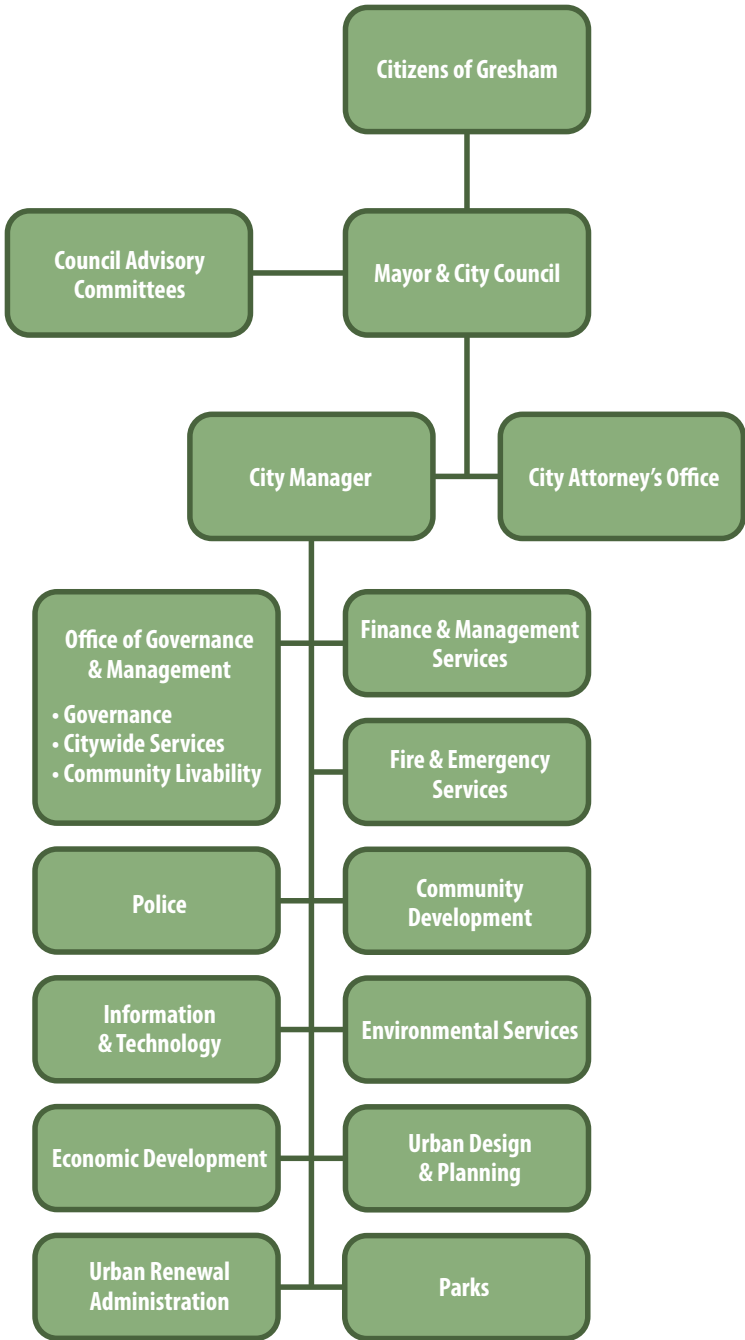 Citizens of Gresham
Council Advisory
Committees
Mayor & City Council
City Manager
City Attorney’s Office
Office of Governance
& Management
• Governance
• Citywide Services
• Community Livability
Finance & Management
Services
Fire & Emergency
Services
Police
Community
Development
Information
& Technology
Environmental Services
Economic Development
Urban Design
& Planning
Urban Renewal
Administration
Parks